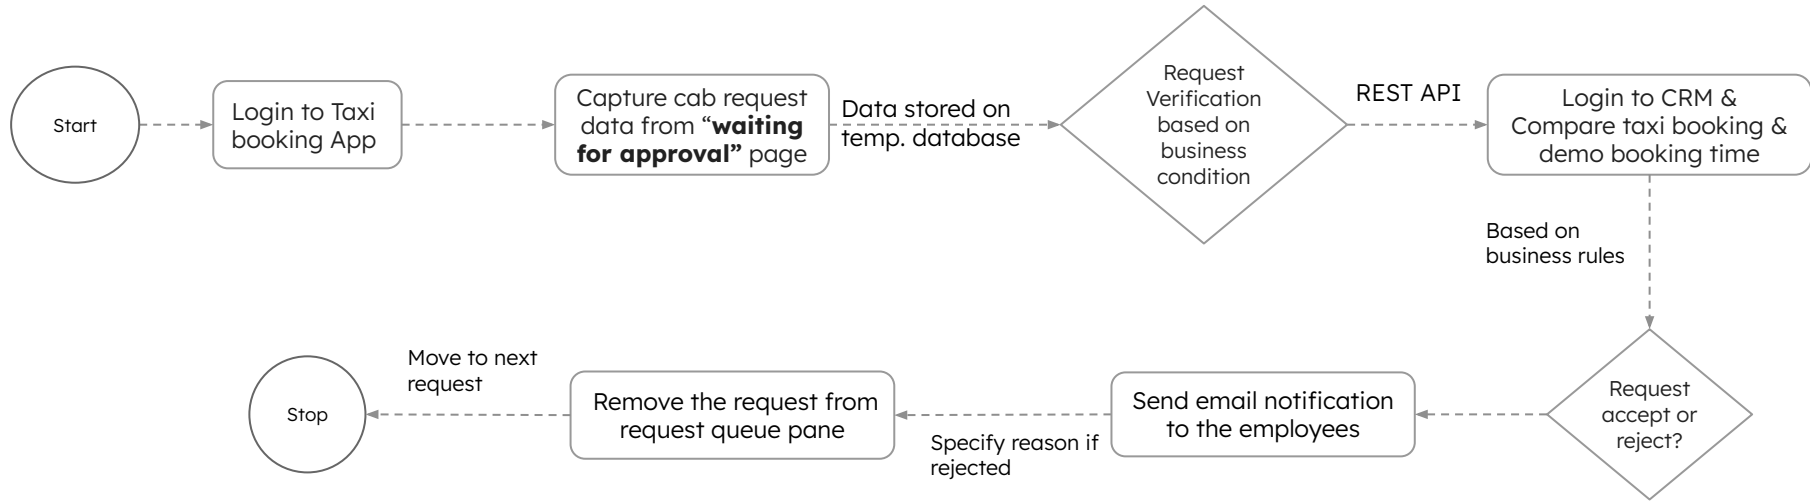 Start
Login to Taxi
booking App
Capture cab request
data from “waiting
for approval” page
Data stored on
temp. database
Request
Verification
based on
business
condition
REST API
Login to CRM &
Compare taxi booking &
demo booking time
Based on
business rules
Request
accept or
reject?
Send email notification
to the employees
Specify reason if
rejected
Remove the request from
request queue pane
Move to next
request
Stop